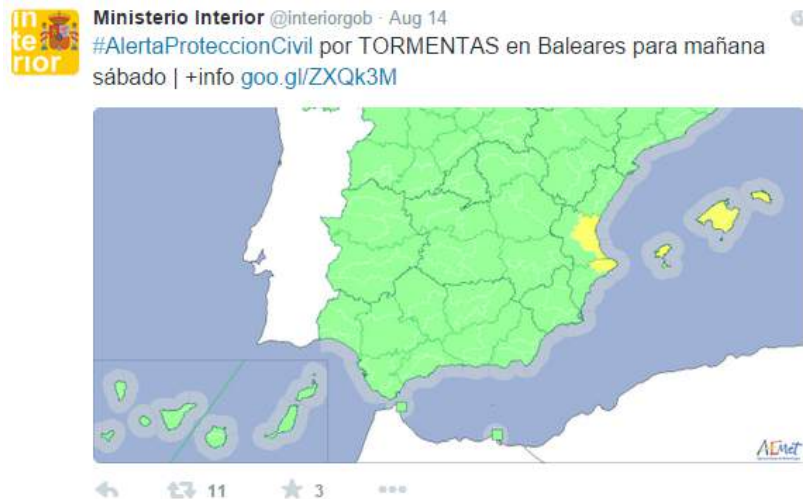 in
te
rior
Ministerio Interior @interiorgob · Aug 14
#AlertaProteccionCivil por TORMENTAS en Baleares para mañana
sábado | +info goo.gl/ZXQk3M
AEmet
11
3